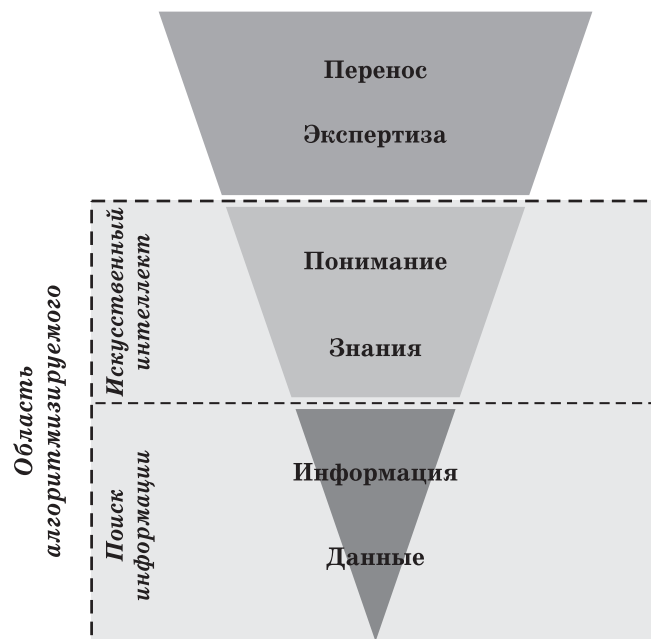 Перенос
Экспертиза
Искусственный
интеллект
Понимание
Знания
Область
алгоритмизируемого
Поиск
информации
Информация
Данные